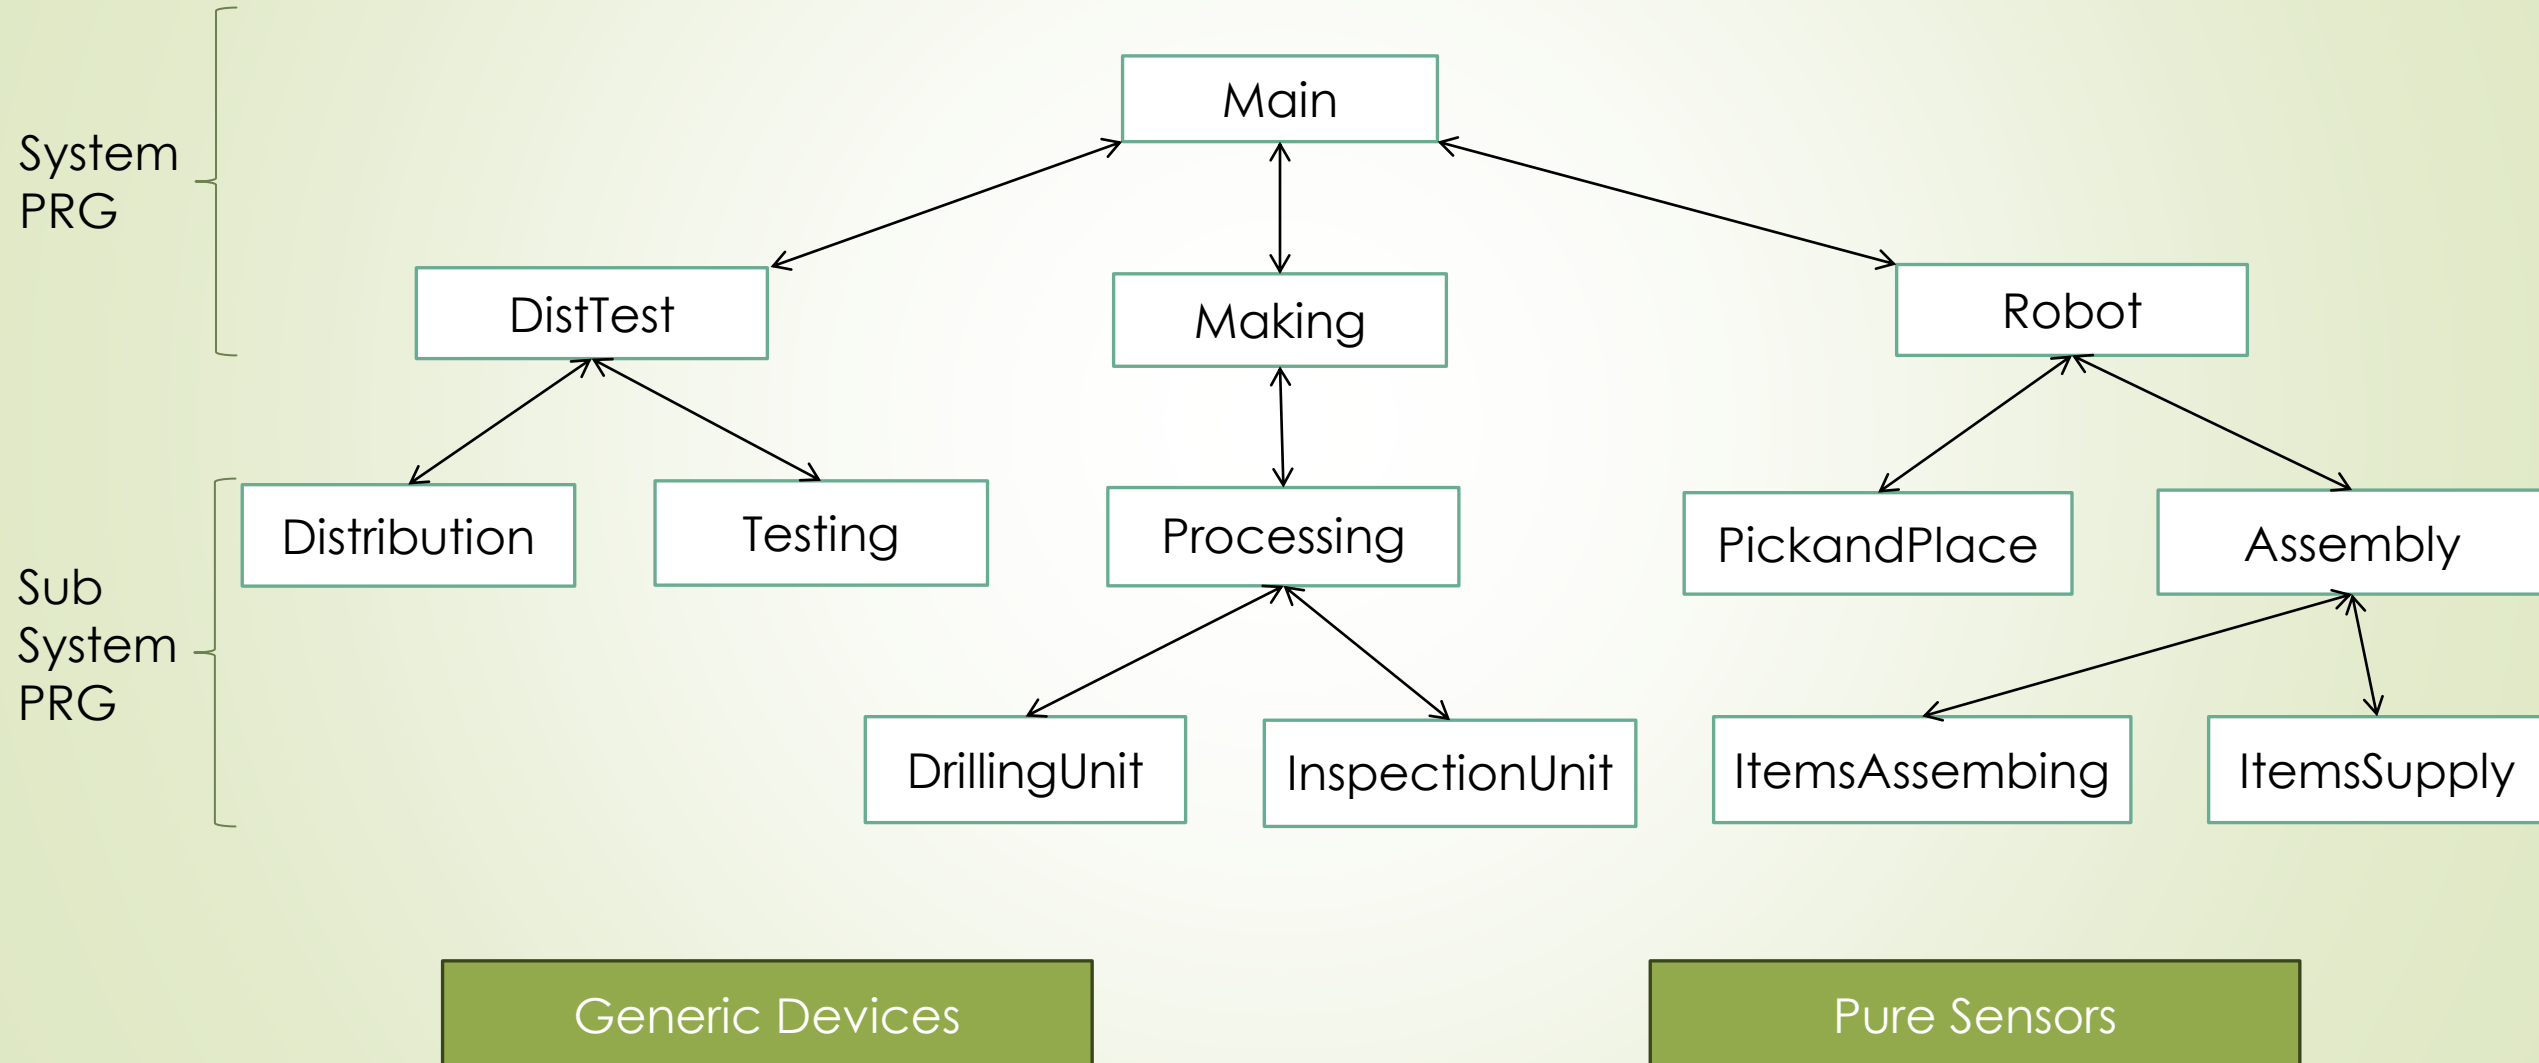 Main
System
PRG
DistTest
Making
Robot
Distribution
Testing
Processing
PickandPlace
Assembly
Sub
System
PRG
DrillingUnit
InspectionUnit
ItemsAssembing
ItemsSupply
Generic Devices
Pure Sensors